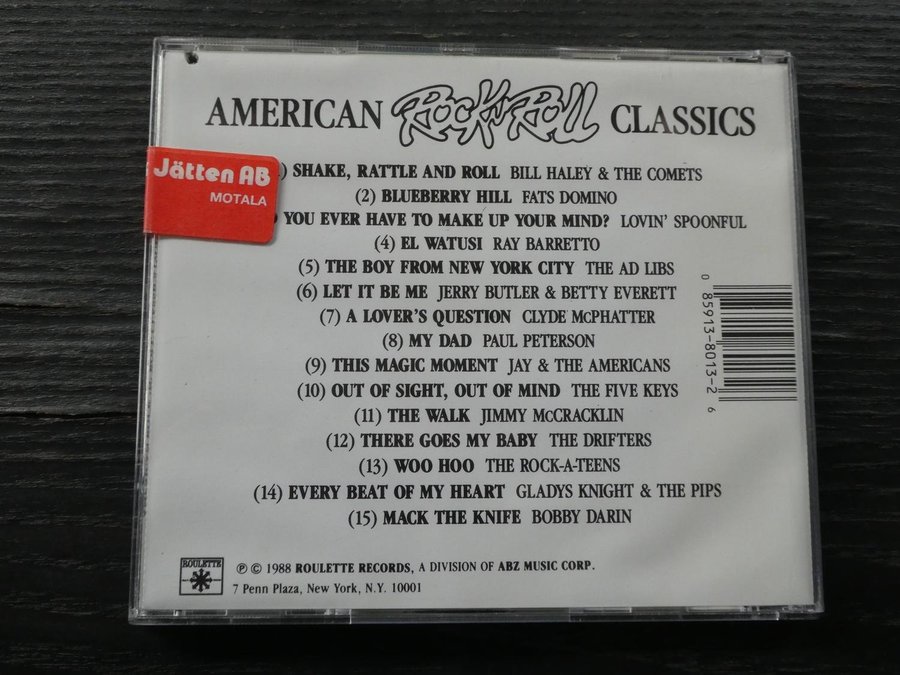 AMERICAN ROCK N ROLL CLASSICS
Jätten AB
MOTALA
) SHAKE, RATTLE AND ROLL BILL HALEY & THE COMETS
(2) BLUEBERRY HILL FATS DOMINO
YOU EVER HAVE TO MAKE UP YOUR MIND? LOVIN' SPOONFUL
(4) EL WATUSI RAY BARRETTO
(5) THE BOY FROM NEW YORK CITY THE AD LIBS
(6) LET IT BE ME JERRY BUTLER & BETTY EVERETT
(7) A LOVER'S QUESTION CLYDE McPHATTER
(8) MY DAD PAUL PETERSON
(9) THIS MAGIC MOMENT JAY & THE AMERICANS
(10) OUT OF SIGHT, OUT OF MIND THE FIVE KEYS
(11) THE WALK JIMMY McCRACKLIN
(12) THERE GOES MY BABY THE DRIFTERS
(13) WOO HOO THE ROCK-A-TEENS
(14) EVERY BEAT OF MY HEART GLADYS KNIGHT & THE PIPS
(15) MACK THE KNIFE BOBBY DARIN
0 85913-8013-2 6
ROULETTE
℗ © 1988 ROULETTE RECORDS, A DIVISION OF ABZ MUSIC CORP.
7 Penn Plaza, New York, N.Y. 10001